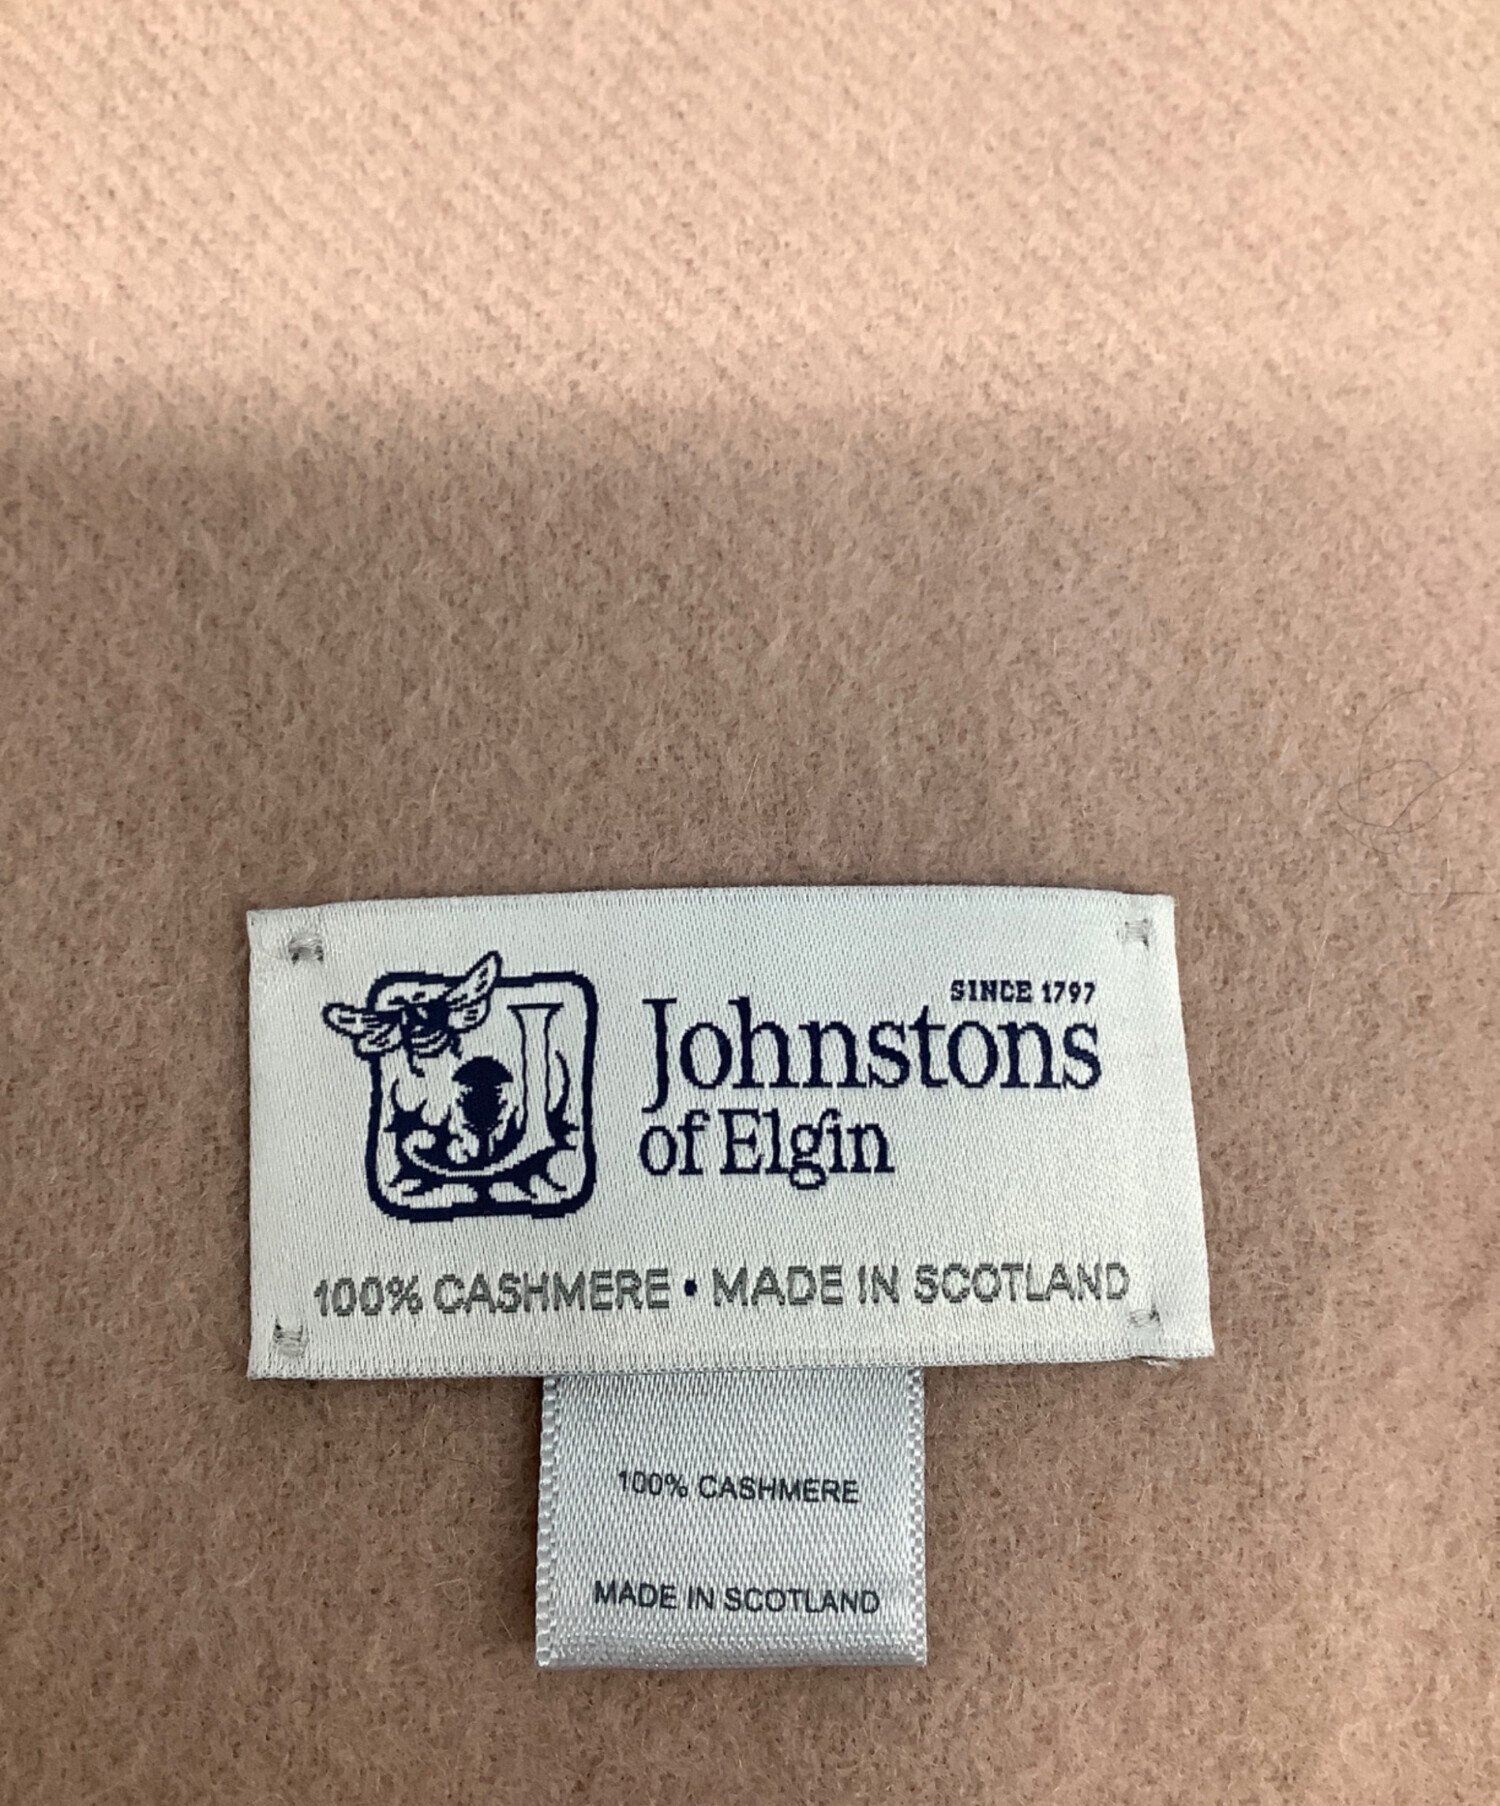 SINCE 1797
Johnstons
of Elgin
100% CASHMERE • MADE IN SCOTLAND
100% CASHMERE
MADE IN SCOTLAND